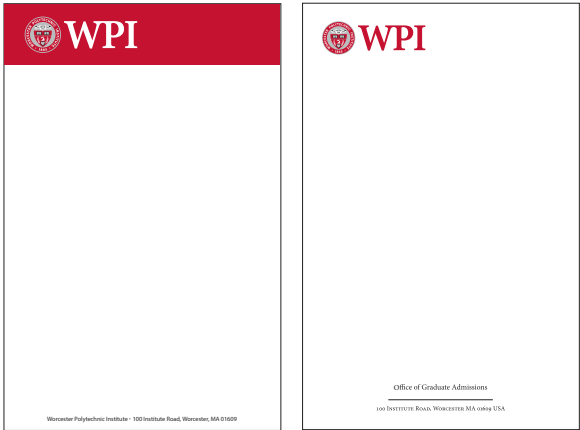 WPI
Worcester Polytechnic Institute • 100 Institute Road, Worcester, MA 01609
WPI
Office of Graduate Admissions
100 Institute Road, Worcester MA 01609 USA